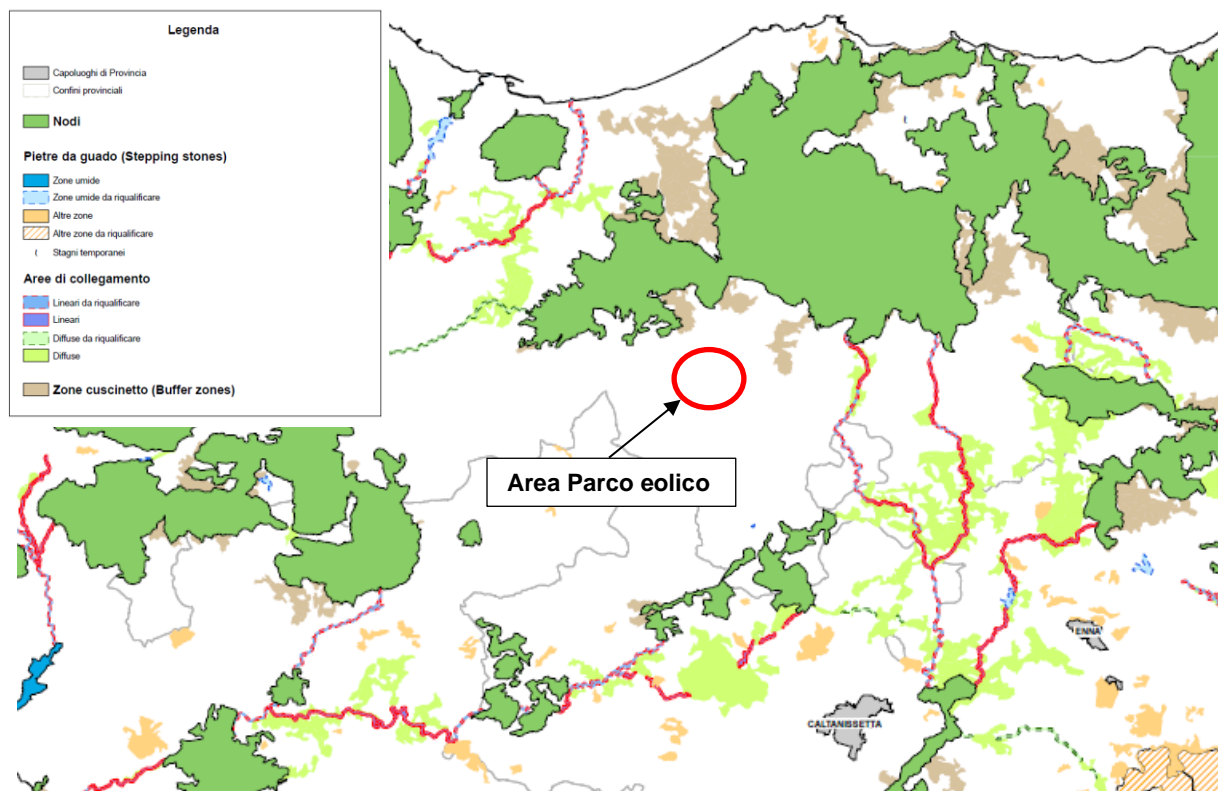 Legenda
Capoluoghi di Provincia
Confini provinciali
Nodi
Pietre da guado (Stepping stones)
Zone umide
Zone umide da riqualificare
Altre zone
Altre zone da riqualificare
Stagni temporanei
Aree di collegamento
Lineari da riqualificare
Lineari
Diffuse da riqualificare
Diffuse
Zone cuscinetto (Buffer zones)
Area Parco eolico
ENNA
CALTANISSETTA